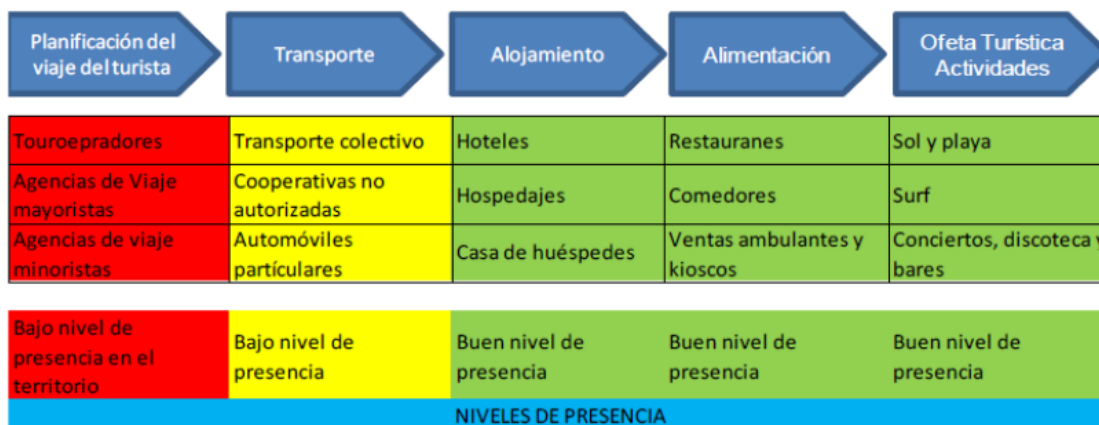 Planificación del
viaje del turista
Transporte
Alojamiento
Alimentación
Ofeta Turística
Actividades
Touroepradores
Transporte colectivo
Hoteles
Restauranes
Sol y playa
Agencias de Viaje
mayoristas
Cooperativas no
autorizadas
Hospedajes
Comedores
Surf
Agencias de viaje
minoristas
Automóviles
partículares
Casa de huéspedes
Ventas ambulantes y
kioscos
Conciertos, discoteca y
bares
Bajo nivel de
presencia en el
territorio
Bajo nivel de
presencia
Buen nivel de
presencia
Buen nivel de
presencia
Buen nivel de
presencia
NIVELES DE PRESENCIA